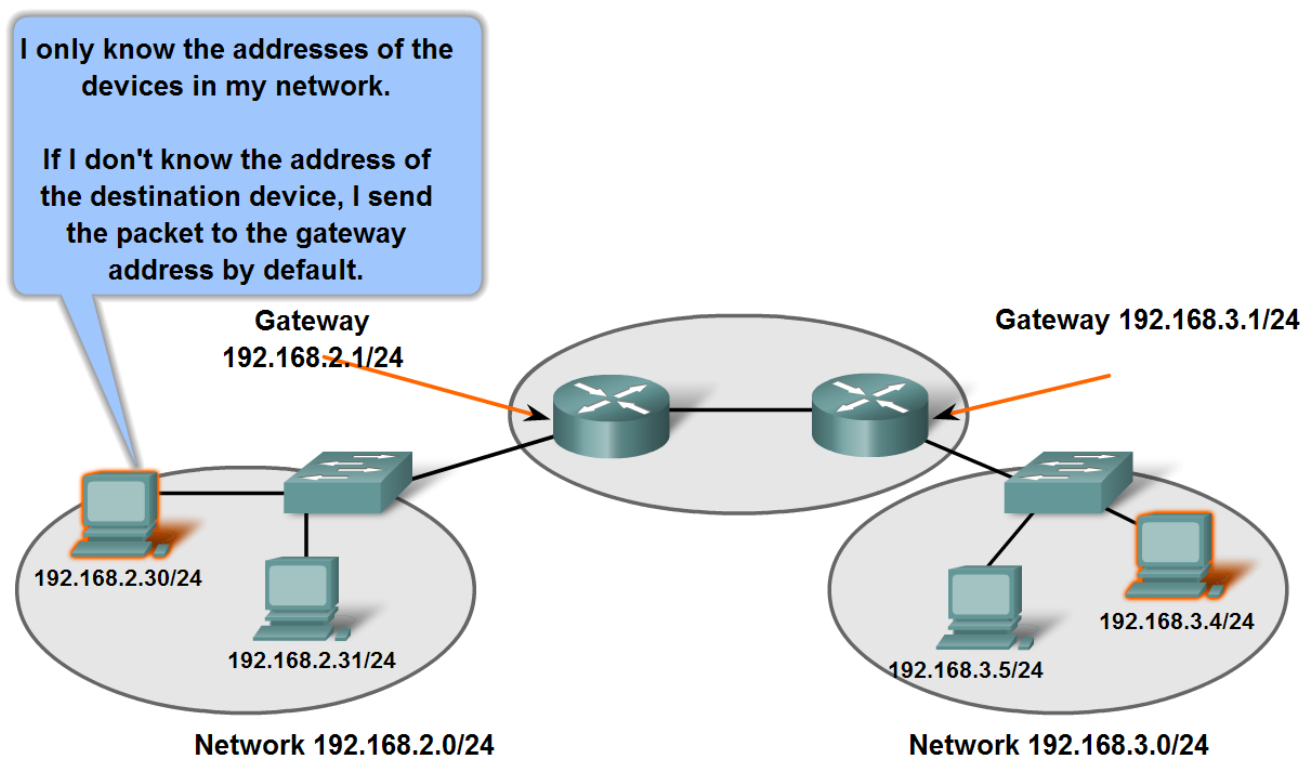 I only know the addresses of the
devices in my network.
If I don't know the address of
the destination device, I send
the packet to the gateway
address by default.
Gateway
192.168.2.1/24
Gateway 192.168.3.1/24
192.168.2.30/24
192.168.2.31/24
192.168.3.4/24
192.168.3.5/24
Network 192.168.2.0/24
Network 192.168.3.0/24